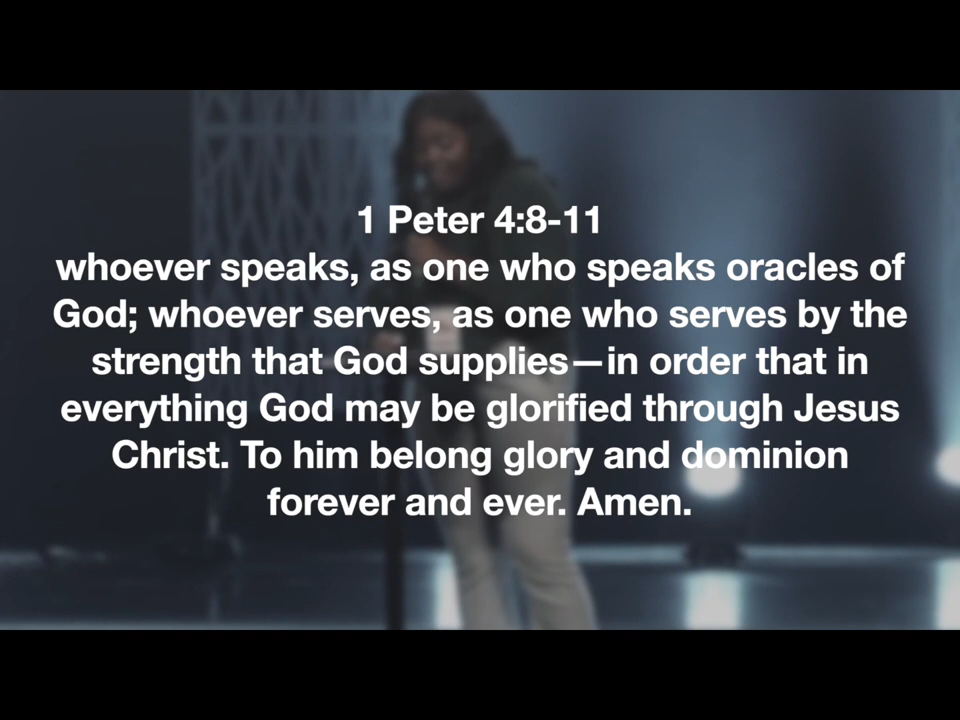 1 Peter 4:8-11
whoever speaks, as one who speaks oracles of
God; whoever serves, as one who serves by the
strength that God supplies—in order that in
everything God may be glorified through Jesus
Christ. To him belong glory and dominion
forever and ever. Amen.